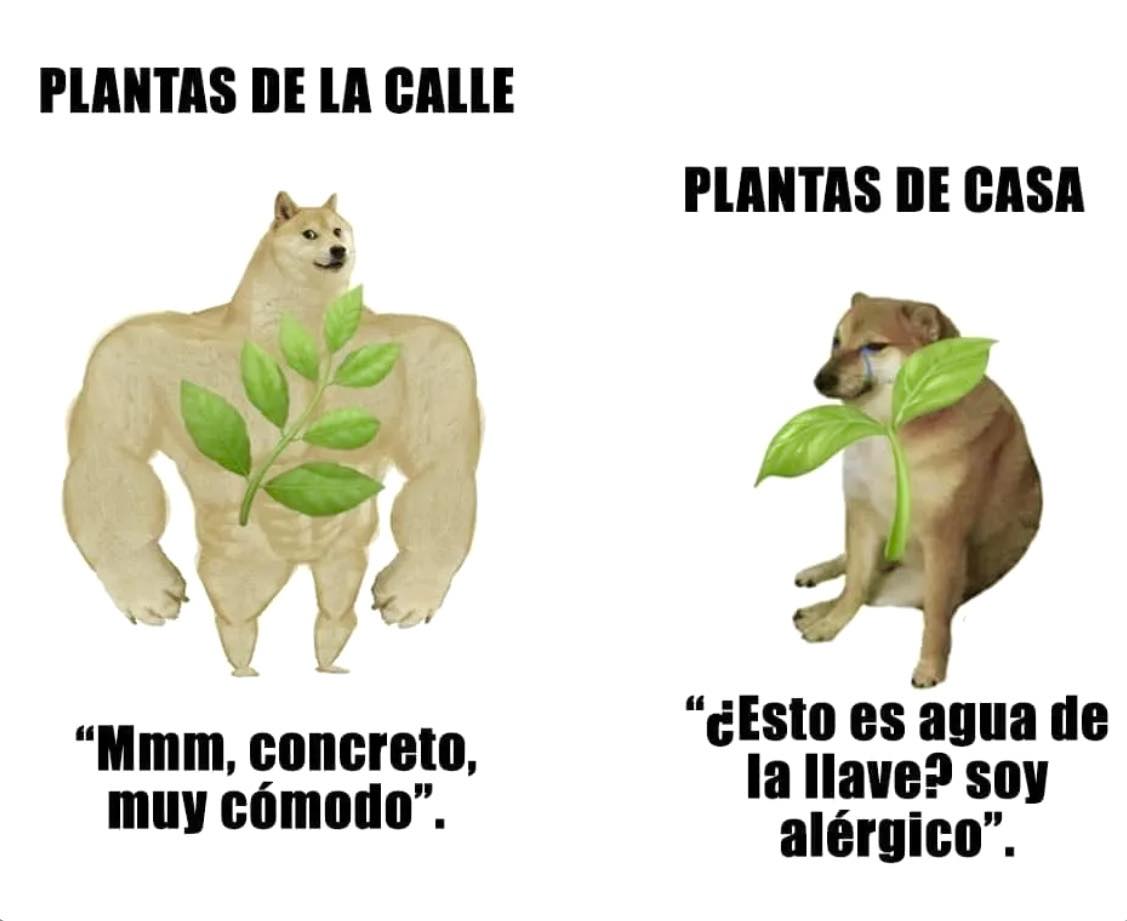 PLANTAS DE LA CALLE
PLANTAS DE CASA
“Mmm, concreto,
muy cómodo”.
“¿Esto es agua de
la llave? soy
alérgico”.